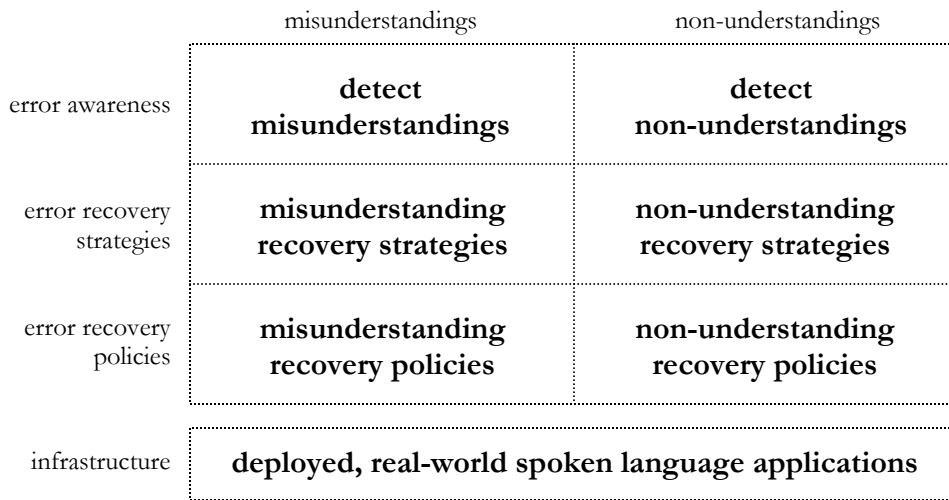 misunderstandings non-understandings
error awareness
detect
misunderstandings
detect
non-understandings
error recovery
strategies
misunderstanding
recovery strategies
non-understanding
recovery strategies
error recovery
policies
misunderstanding
recovery policies
non-understanding
recovery policies
infrastructure
deployed, real-world spoken language applications